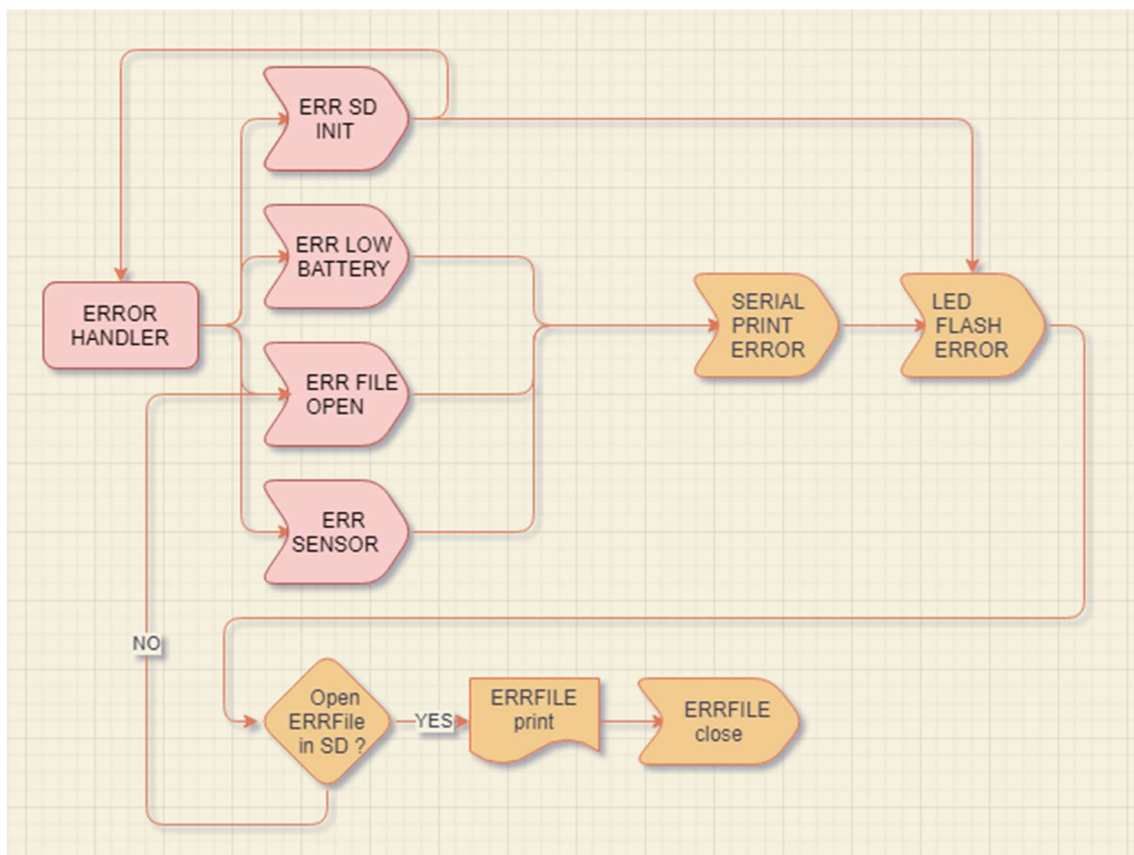 ERR SD
INIT
ERR LOW
BATTERY
ERROR
HANDLER
SERIAL
PRINT
ERROR
LED
FLASH
ERROR
ERR FILE
OPEN
ERR
SENSOR
NO
Open
ERRFile
in SD ?
YES
ERRFILE
print
ERRFILE
close